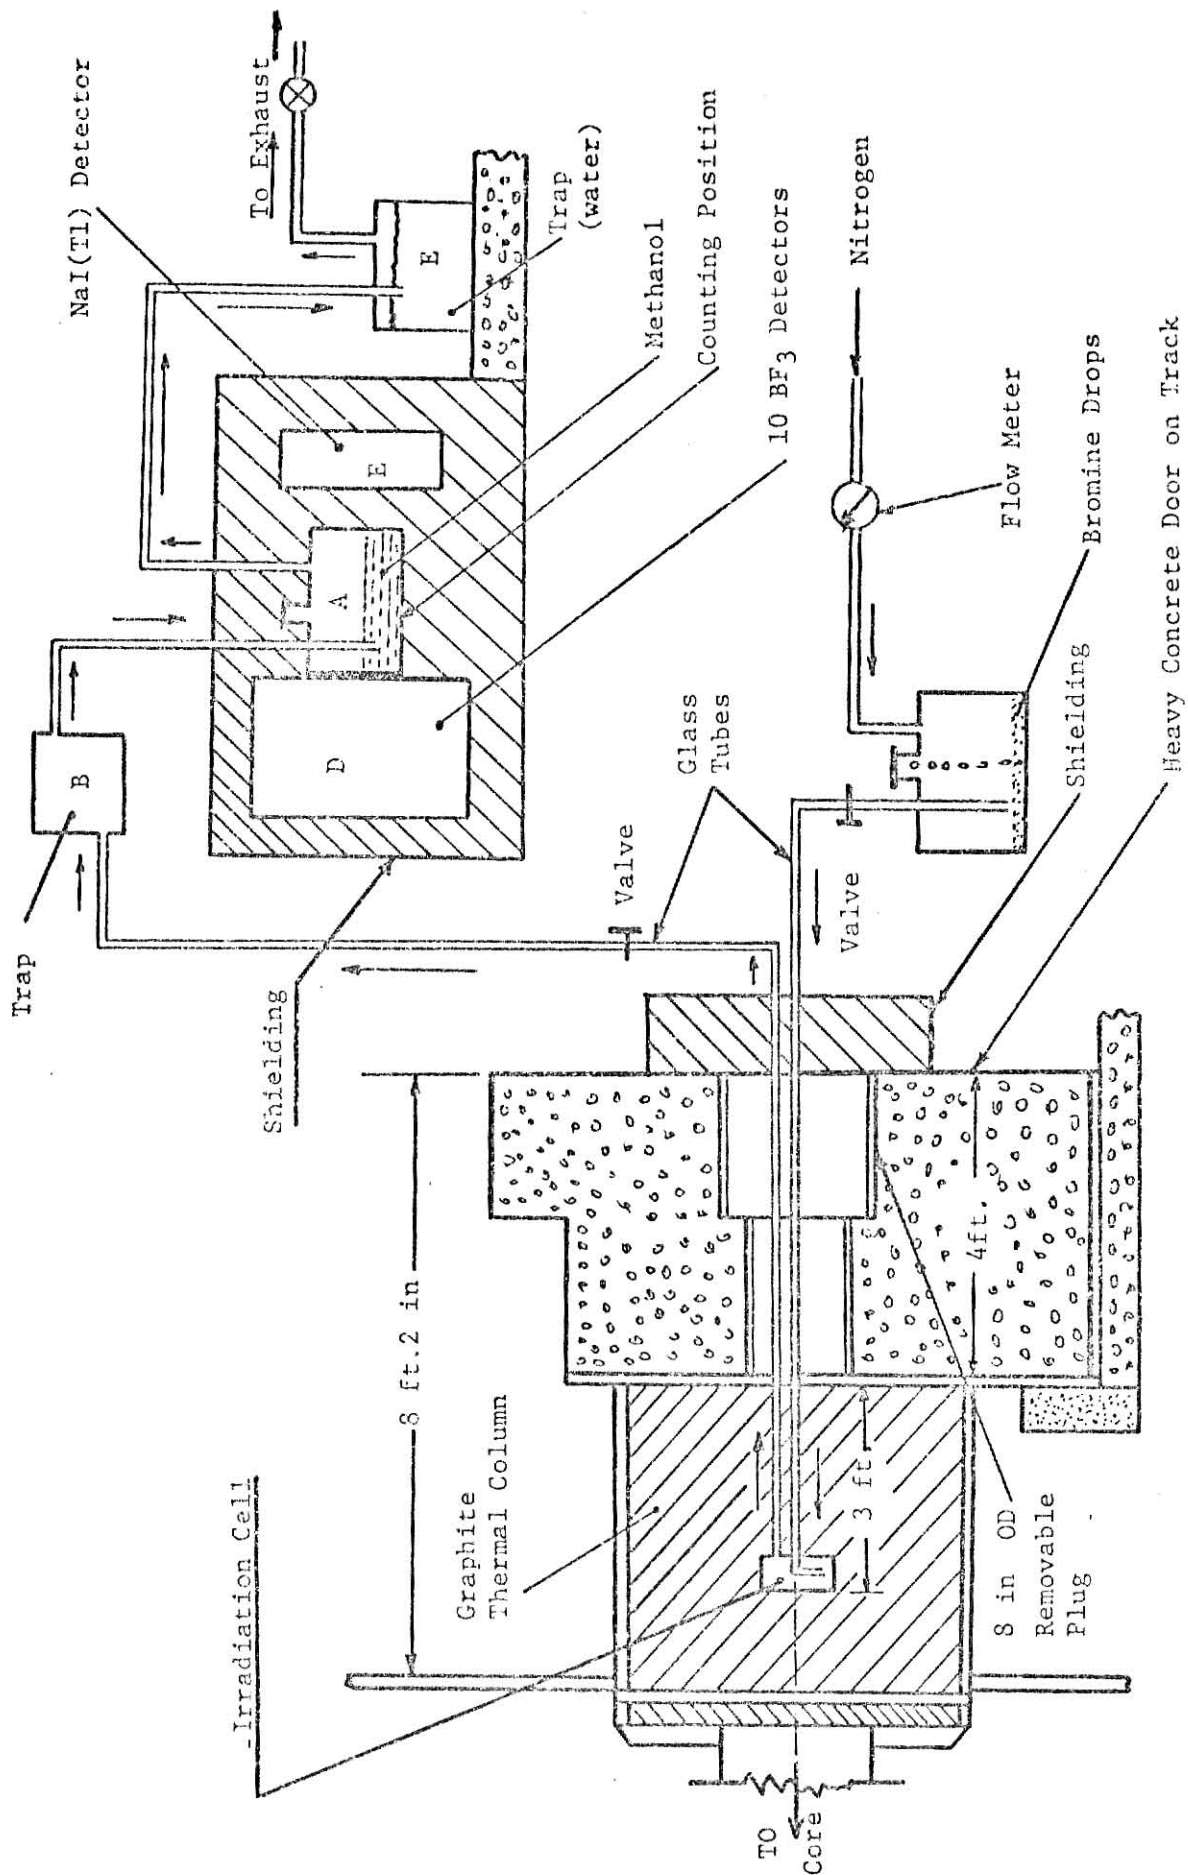 To Exhaust
NaI(Tl) Detector
E
Trap
(water)
Methanol
Counting Position
10 BF3 Detectors
E
A
D
B
Trap
Shielding
Valve
Glass
Tubes
Valve
Nitrogen
Flow Meter
Bromine Drops
Shielding
Heavy Concrete Door on Track
8 ft.2 in
4ft.
3 ft.
-Irradiation Cell
Graphite
Thermal Column
8 in OD
Removable
Plug
TO
Core